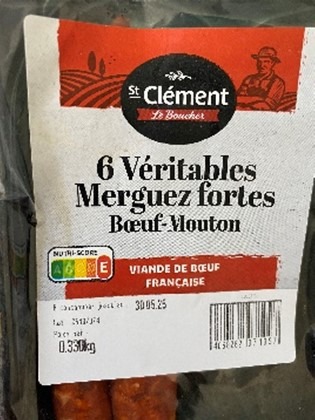 St Clément
Le Boucher
6 Véritables
Merguez fortes
Bœuf-Mouton
NUTRI-SCORE
A B C D E
VIANDE DE BŒUF
FRANÇAISE
30.05.25
0.330kg